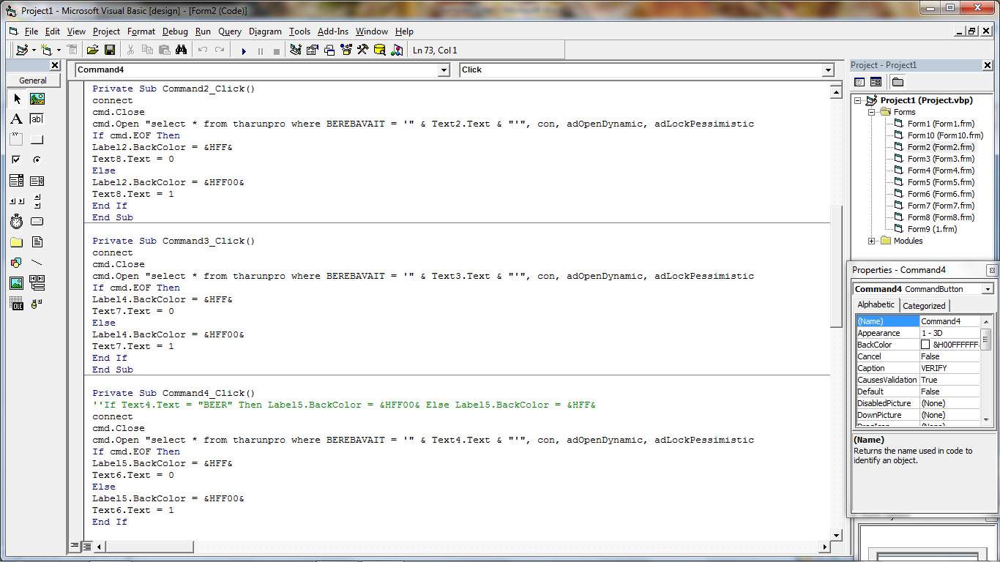 Project1 - Microsoft Visual Basic [design] - [Form2 (Code)]
File Edit View Project Format Debug Run Query Diagram Tools Add-Ins Window Help
Ln 73, Col 1
General
A
ab|
XY
OLE
Command4
Click
Private Sub Command2_Click()
connect
cmd.Close
cmd.Open "select * from tharunpro where BEREBAVAIT = '" & Text2.Text & "'", con, adOpenDynamic, adLockPessimistic
If cmd.EOF Then
Label2.BackColor = &HFF&
Text8.Text = 0
Else
Label2.BackColor = &HFF00&
Text8.Text = 1
End If
End Sub
Private Sub Command3_Click()
connect
cmd.Close
cmd.Open "select * from tharunpro where BEREBAVAIT = '" & Text3.Text & "'", con, adOpenDynamic, adLockPessimistic
If cmd.EOF Then
Label4.BackColor = &HFF&
Text7.Text = 0
Else
Label4.BackColor = &HFF00&
Text7.Text = 1
End If
End Sub
Private Sub Command4_Click()
''If Text4.Text = "BEER" Then Label5.BackColor = &HFF00& Else Label5.BackColor = &HFF&
connect
cmd.Close
cmd.Open "select * from tharunpro where BEREBAVAIT = '" & Text4.Text & "'", con, adOpenDynamic, adLockPessimistic
If cmd.EOF Then
Label5.BackColor = &HFF&
Text6.Text = 0
Else
Label5.BackColor = &HFF00&
Text6.Text = 1
End If
Project - Project1
Project1 (Project.vbp)
Forms
Form1 (Form1.frm)
Form10 (Form10.frm)
Form2 (Form2.frm)
Form3 (Form3.frm)
Form4 (Form4.frm)
Form5 (Form5.frm)
Form6 (Form6.frm)
Form7 (Form7.frm)
Form8 (Form8.frm)
Form9 (1.frm)
Modules
Properties - Command4
Command4 CommandButton
Alphabetic Categorized
(Name) Command4
Appearance 1 - 3D
BackColor &H00FFFFFF&
Cancel False
Caption VERIFY
CausesValidation True
Default False
DisabledPicture (None)
DownPicture (None)
DragIcon (None)
(Name)
Returns the name used in code to
identify an object.